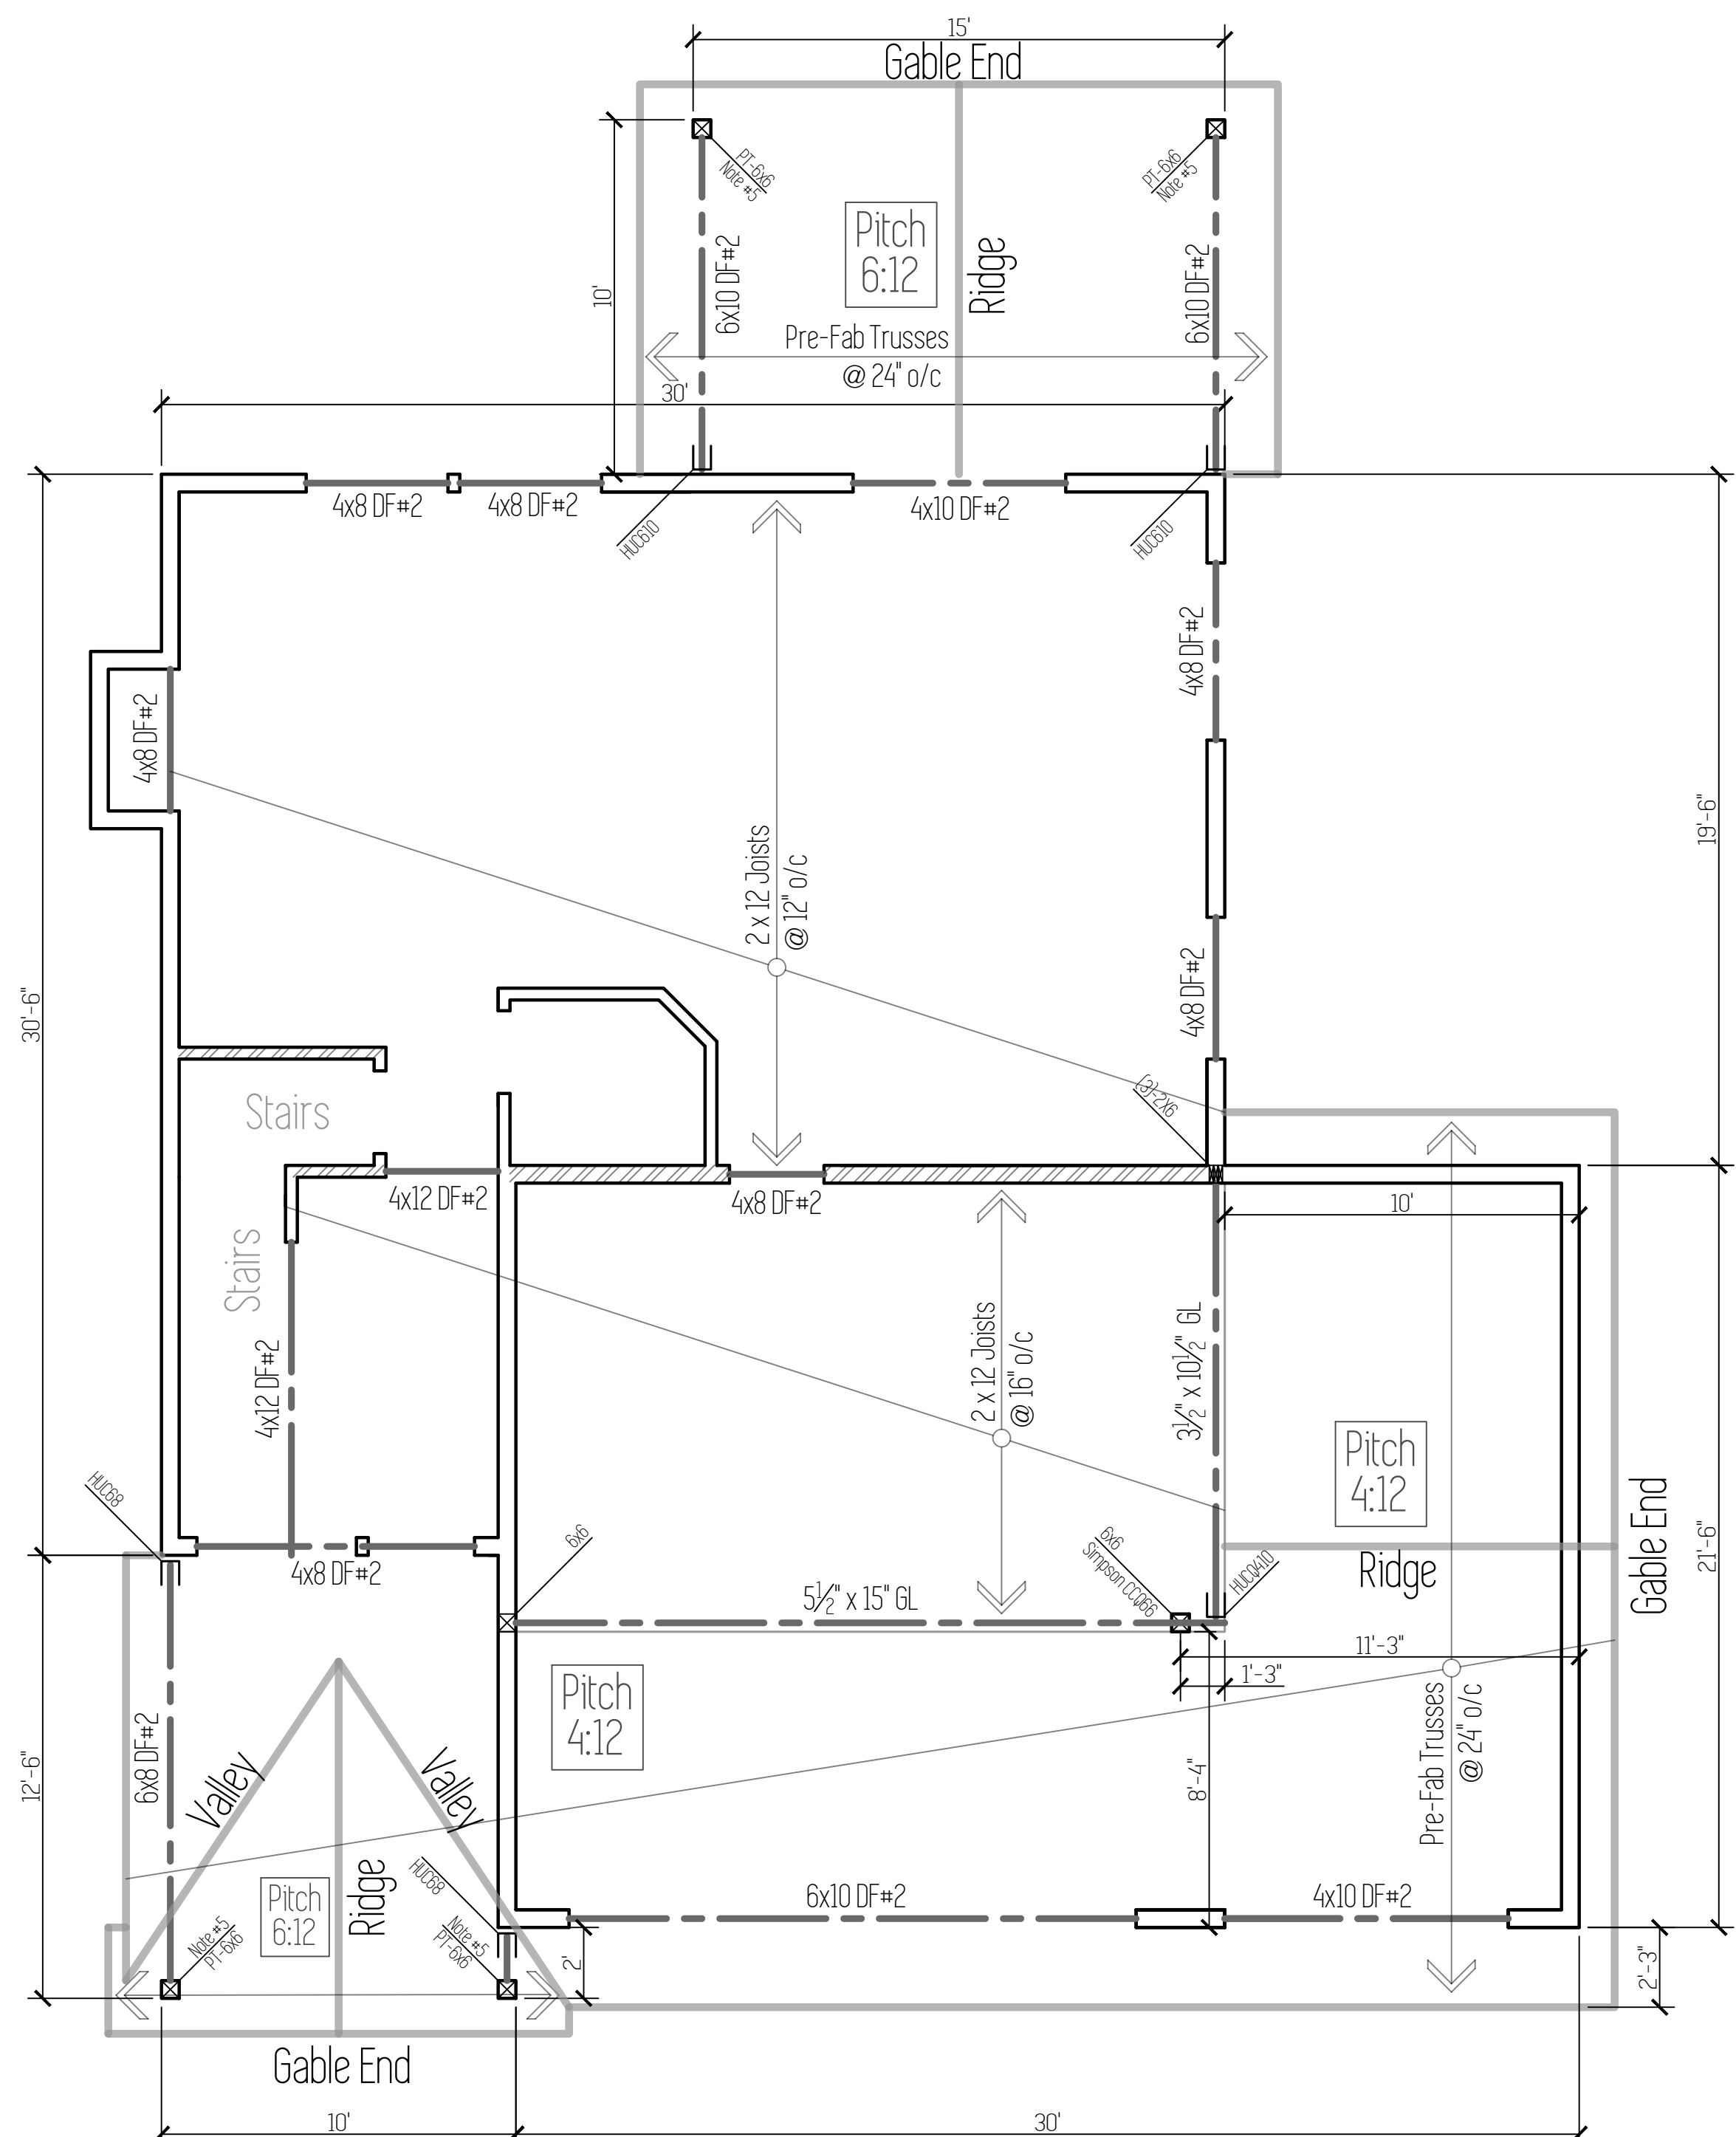 15'
Gable End
PT-6x6
Note #5
PT-6x6
Note #5
10'
6x10 DF#2
Pitch
6:12
Ridge
6x10 DF#2
Pre-Fab Trusses
@ 24" o/c
30'
4x8 DF#2
4x8 DF#2
HUC610
4x10 DF#2
HUC610
4x8 DF#2
4x8 DF#2
30'-6"
19'-6"
2 x 12 Joists
@ 12" o/c
4x8 DF#2
(3)-2X6
Stairs
Stairs
4x12 DF#2
4x8 DF#2
10'
4x12 DF#2
2 x 12 Joists
@ 16" o/c
3½" x 10½" GL
Pitch
4:12
Ridge
Gable End
21'-6"
HUC68
4x8 DF#2
6x6
5½" x 15" GL
6x6
Simpson CCQ66
HUCQ410
11'-3"
1'-3"
12'-6"
6x8 DF#2
Valley
Valley
Pitch
4:12
8'-4"
Pre-Fab Trusses
@ 24" o/c
Pitch
6:12
Ridge
HUC68
6x10 DF#2
4x10 DF#2
Note #5
PT-6x6
Note #5
PT-6x6
2'
2'-3"
Gable End
10'
30'